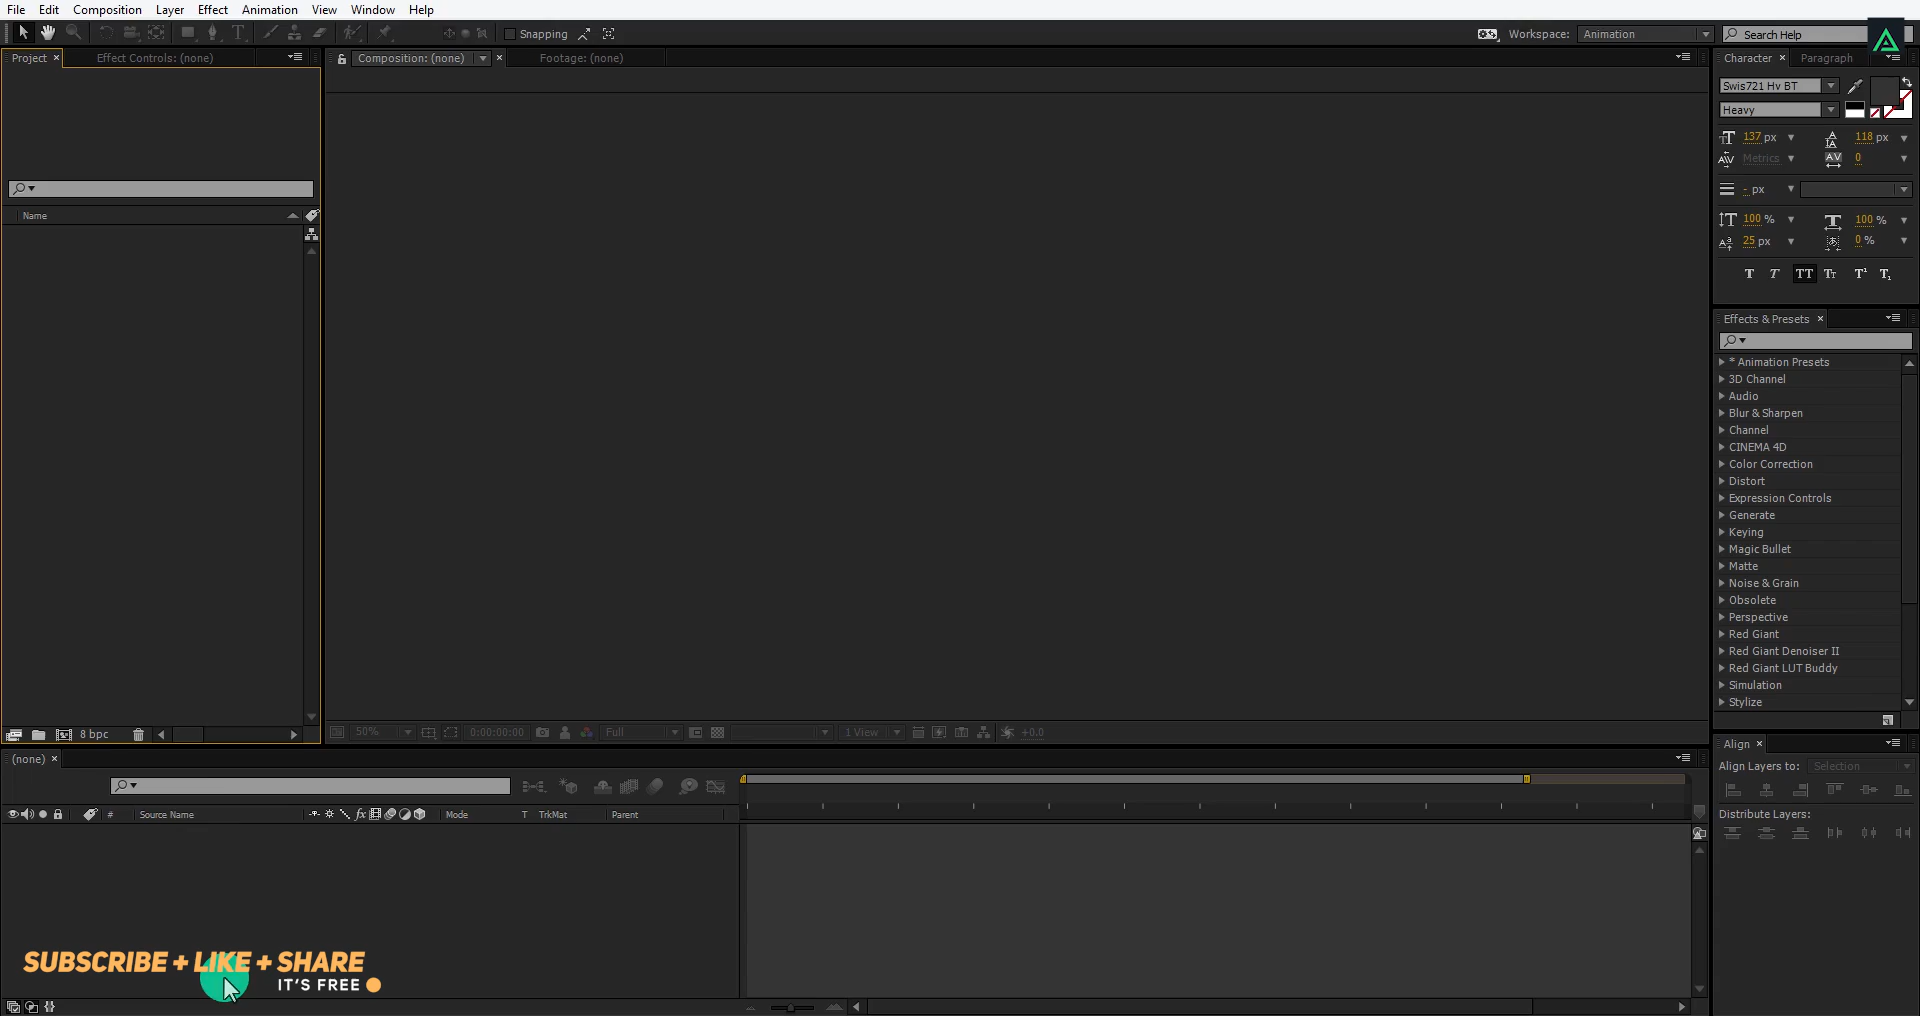 File Edit Composition Layer Effect Animation View Window Help
Snapping
Workspace: Animation
Search Help
Project × Effect Controls: (none)
Composition: (none) × Footage: (none)
Character × Paragraph
Swis721 Hv BT
Heavy
137 px 118 px
Metrics 0
- px
100 % 100 %
25 px 0 %
T T TT Tt T¹ T₁
Name
Effects & Presets ×
* Animation Presets
3D Channel
Audio
Blur & Sharpen
Channel
CINEMA 4D
Color Correction
Distort
Expression Controls
Generate
Keying
Magic Bullet
Matte
Noise & Grain
Obsolete
Perspective
Red Giant
Red Giant Denoiser II
Red Giant LUT Buddy
Simulation
Stylize
8 bpc
50% 0:00:00:00 Full 1 View +0.0
(none) ×
# Source Name fx Mode T TrkMat Parent
Align ×
Align Layers to: Selection
Distribute Layers:
SUBSCRIBE + LIKE + SHARE
IT'S FREE